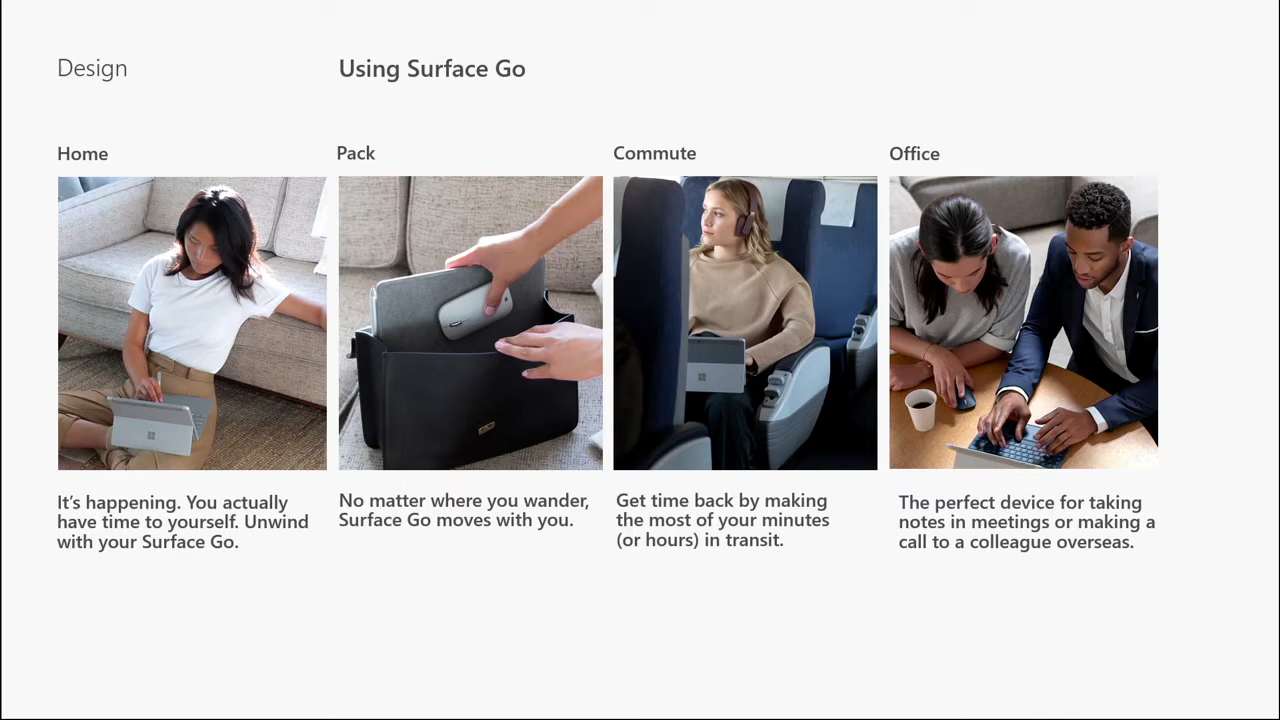 Design
Using Surface Go
Home
Pack
Commute
Office
It's happening. You actually
have time to yourself. Unwind
with your Surface Go.
No matter where you wander,
Surface Go moves with you.
Get time back by making
the most of your minutes
(or hours) in transit.
The perfect device for taking
notes in meetings or making a
call to a colleague overseas.